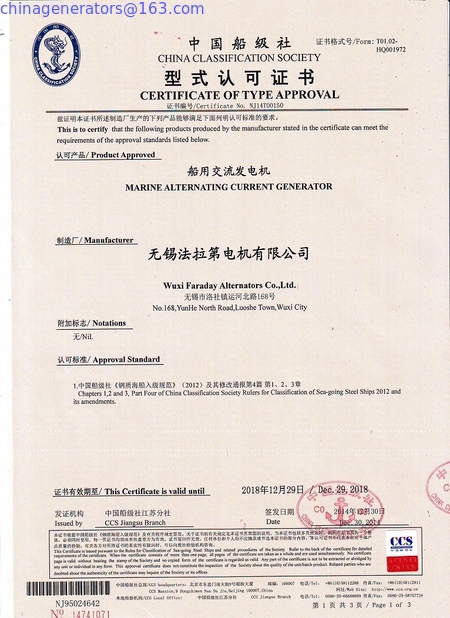 chinagenerators@163.com
中国船级社
CHINA CLASSIFICATION SOCIETY
证书格式号/Form: T01.02-
HQ001972
型式认可证书
CERTIFICATE OF TYPE APPROVAL
证书编号/Certificate No. NJ14T00150
兹证明本证书所述制造厂生产的下列产品能够满足下面列明认可标准的要求。
This is to certify that the following products produced by the manufacturer stated in the certificate can meet the
requirements of the approval standards listed below.
认可产品/ Product Approved
船用交流发电机
MARINE ALTERNATING CURRENT GENERATOR
制造厂/ Manufacturer
无锡法拉第电机有限公司
Wuxi Faraday Alternators Co.,Ltd.
无锡市洛社镇运河北路168号
No.168,YunHe North Road,Luoshe Town,Wuxi City
附加标志/ Notations
无/Nil.
认可标准/ Approval Standard
1.中国船级社《钢质海船入级规范》（2012）及其修改通报第4篇 第1、2、3章
Chapters 1,2 and 3, Part Four of China Classification Society Rulers for Classification of Sea-going Steel Ships 2012 and
its amendments.
证书有效期至/ This Certificate is valid until 2018年12月29日 / Dec. 29, 2018
发证机构 中国船级社江苏分社 签发日期 2014年12月30日
Issued by CCS Jiangsu Branch Date Dec 30, 2014
CCS
NJ95024642
№ 14741071
第 1 页 共 3 页 / Page 1 of 3